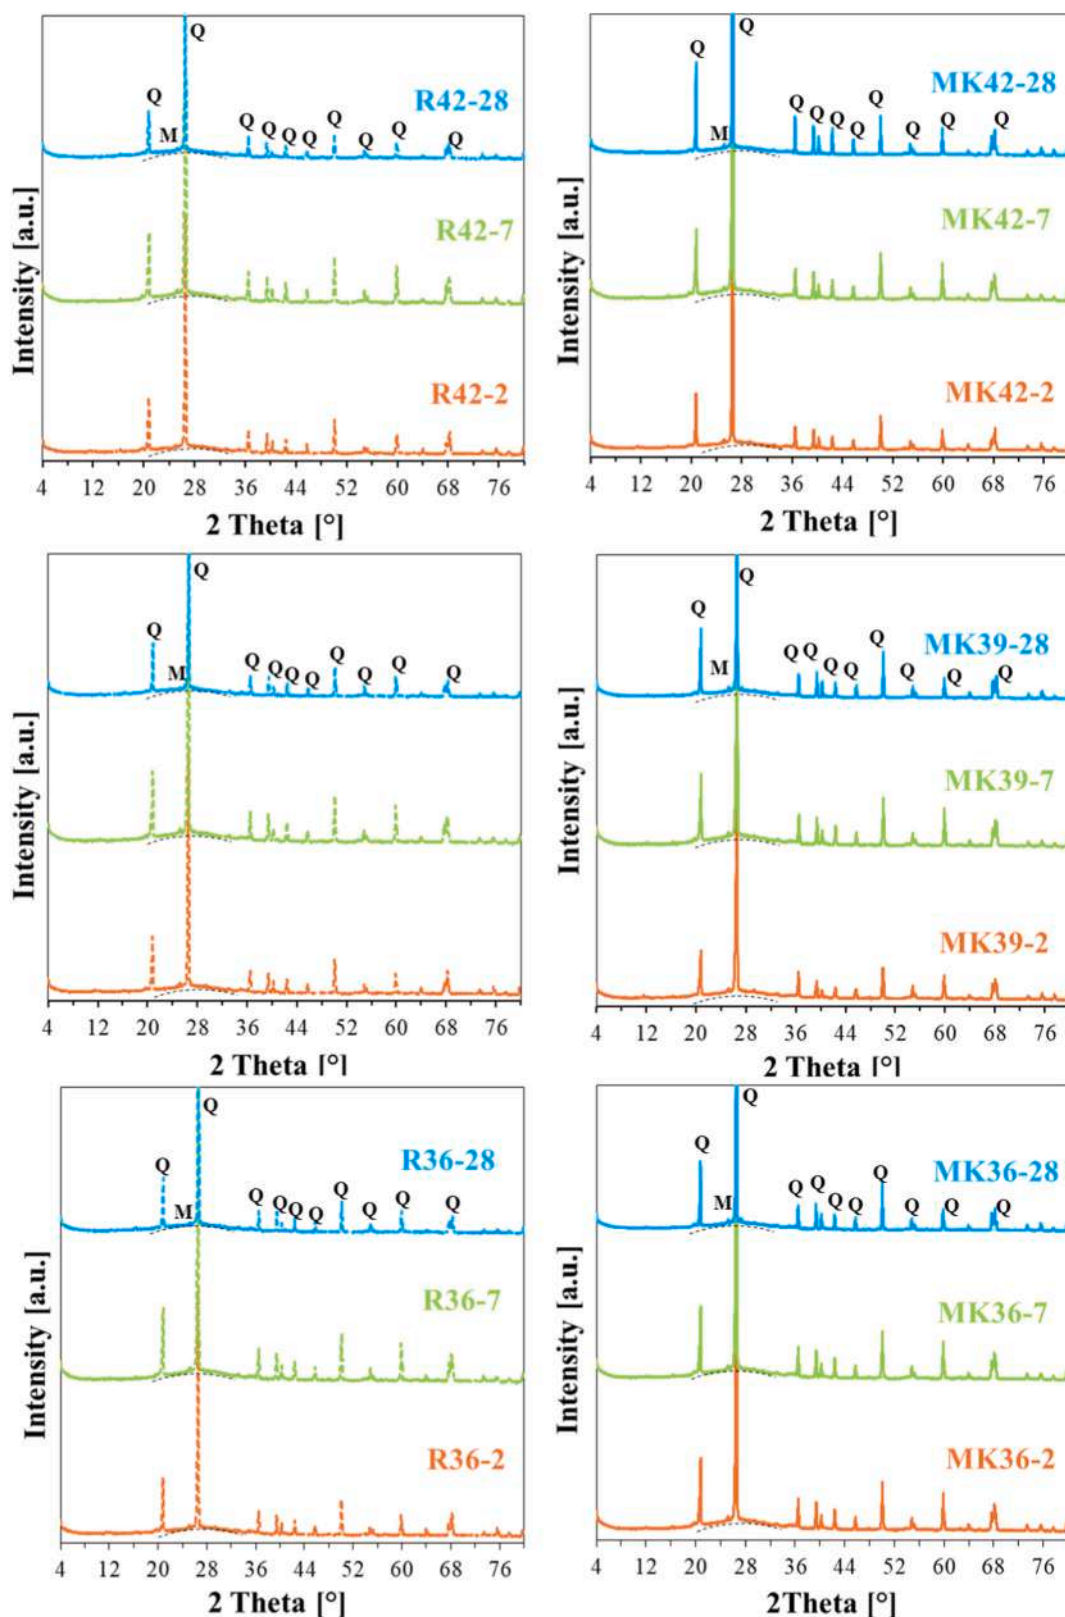 Q
Q
R42-28
Q
M
Q Q Q Q Q Q Q Q
R42-7
R42-2
Intensity [a.u.]
4 12 20 28 36 44 52 60 68 76
2 Theta [°]
Q
Q
MK42-28
M
Q Q Q Q Q Q Q Q
MK42-7
MK42-2
Intensity [a.u.]
4 12 20 28 36 44 52 60 68 76
2 Theta [°]
Q
Q
M
Q Q Q Q Q Q Q Q
Intensity [a.u.]
4 12 20 28 36 44 52 60 68 76
2 Theta [°]
Q
Q
MK39-28
M
Q Q Q Q Q Q Q Q
MK39-7
MK39-2
Intensity [a.u.]
4 12 20 28 36 44 52 60 68 76
2 Theta [°]
Q
Q
R36-28
M
Q Q Q Q Q Q Q Q
R36-7
R36-2
Intensity [a.u.]
4 12 20 28 36 44 52 60 68 76
2 Theta [°]
Q
Q
MK36-28
M
Q Q Q Q Q Q Q Q
MK36-7
MK36-2
Intensity [a.u.]
4 12 20 28 36 44 52 60 68 76
2Theta [°]